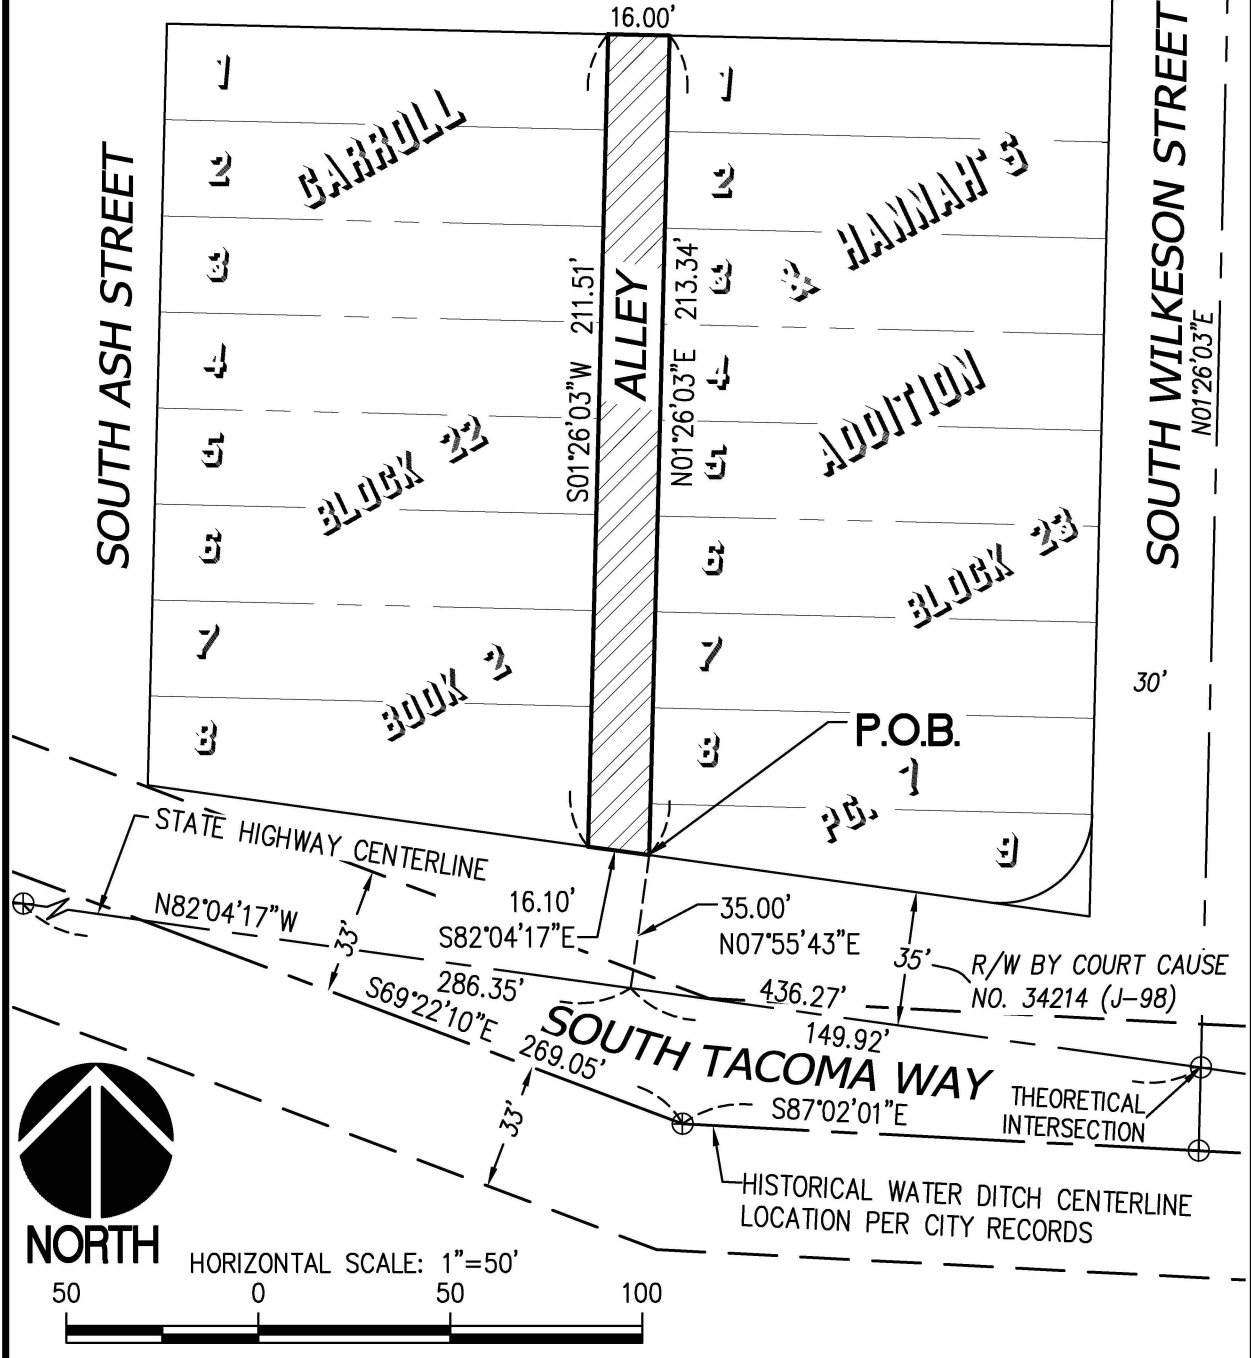 16.00'
SOUTH ASH STREET
1
2
3
4
5
6
7
8
CARROLL
BLOCK 22
BOOK 2
S01°26'03"W 211.51'
ALLEY
N01°26'03"E 213.34'
1
2
3
4
5
6
7
8
9
& HANNAH'S
ADDITION
BLOCK 23
PG. 1
SOUTH WILKESON STREET
N01°26'03"E
30'
P.O.B.
STATE HIGHWAY CENTERLINE
N82°04'17"W
33'
16.10'
S82°04'17"E
35.00'
N07°55'43"E
35'
R/W BY COURT CAUSE
NO. 34214 (J-98)
286.35'
436.27'
149.92'
S69°22'10"E
269.05'
SOUTH TACOMA WAY
33'
S87°02'01"E
THEORETICAL
INTERSECTION
HISTORICAL WATER DITCH CENTERLINE
LOCATION PER CITY RECORDS
NORTH
HORIZONTAL SCALE: 1"=50'
50 0 50 100